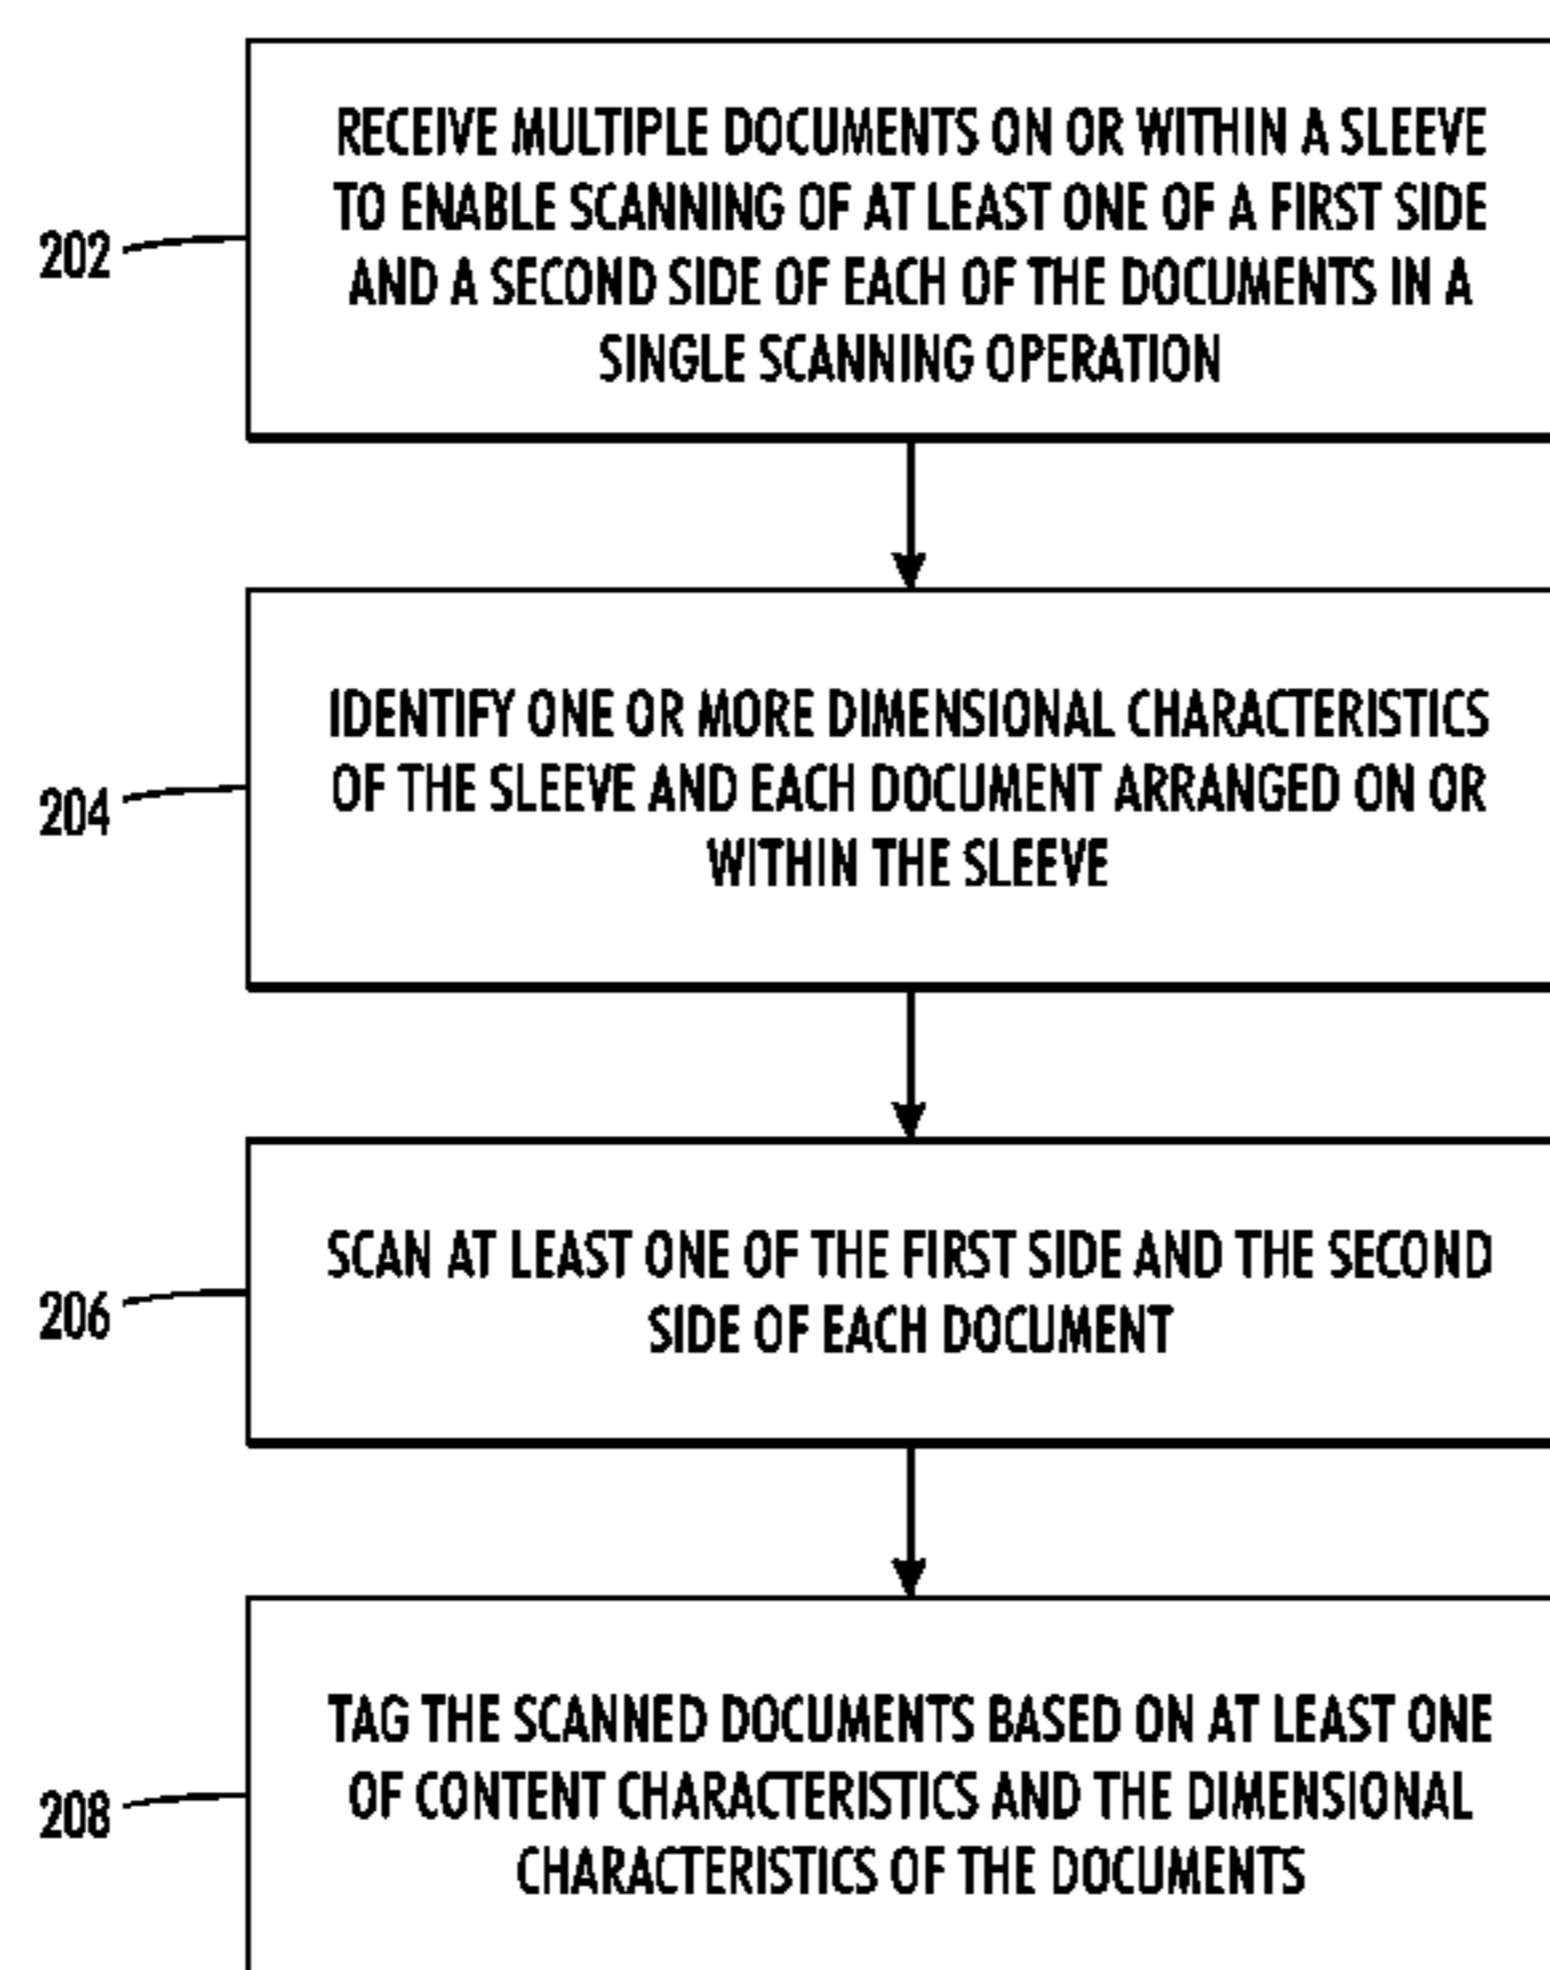 RECEIVE MULTIPLE DOCUMENTS ON OR WITHIN A SLEEVE
TO ENABLE SCANNING OF AT LEAST ONE OF A FIRST SIDE
AND A SECOND SIDE OF EACH OF THE DOCUMENTS IN A
SINGLE SCANNING OPERATION
202
IDENTIFY ONE OR MORE DIMENSIONAL CHARACTERISTICS
OF THE SLEEVE AND EACH DOCUMENT ARRANGED ON OR
WITHIN THE SLEEVE
204
SCAN AT LEAST ONE OF THE FIRST SIDE AND THE SECOND
SIDE OF EACH DOCUMENT
206
TAG THE SCANNED DOCUMENTS BASED ON AT LEAST ONE
OF CONTENT CHARACTERISTICS AND THE DIMENSIONAL
CHARACTERISTICS OF THE DOCUMENTS
208